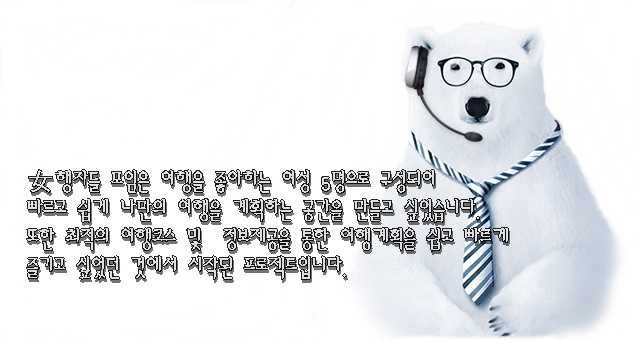 女행자들 모임은 여행을 좋아하는 여성 5명으로 구성되어
빠르고 쉽게 나만의 여행을 계획하는 공간을 만들고 싶었습니다.
또한 최적의 여행코스 및 정보제공을 통한 여행계획을 쉽고 빠르게
즐기고 싶었던 것에서 시작된 프로젝트입니다.